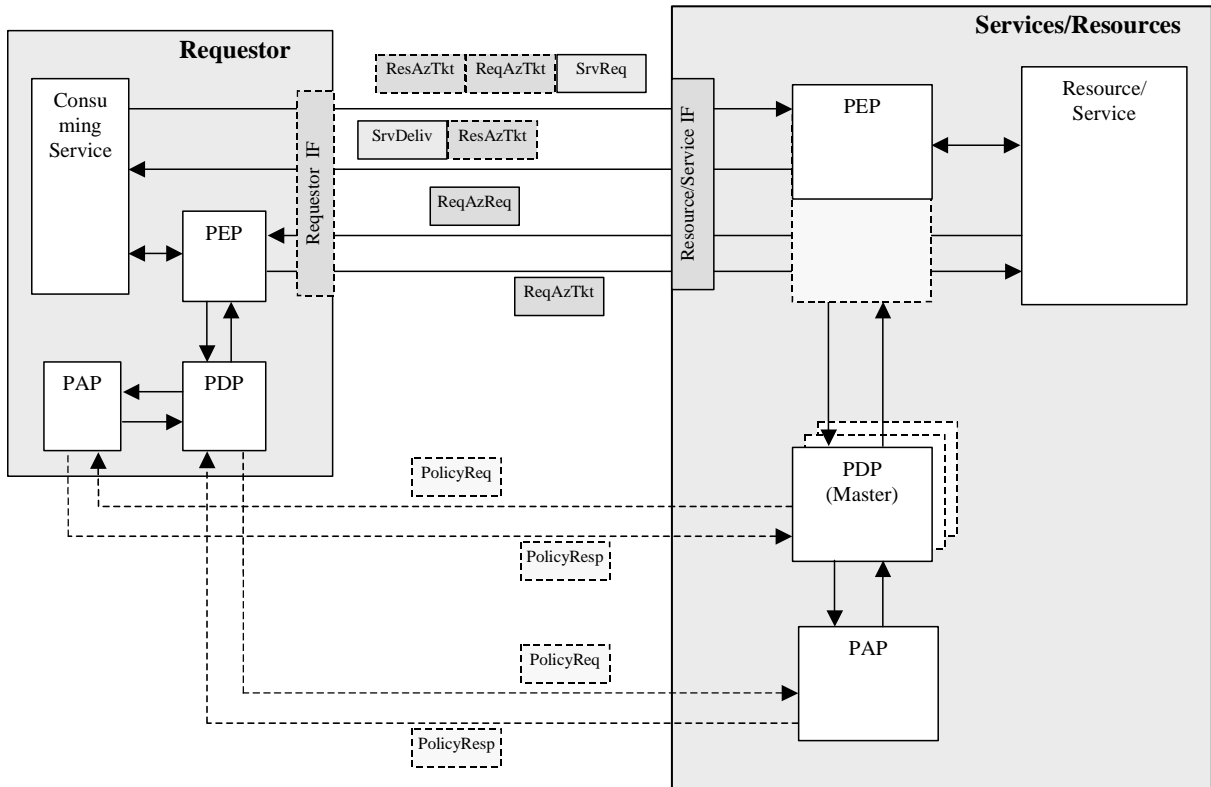 Services/Resources
Requestor
ResAzTkt ReqAzTkt SrvReq
Consu
ming
Service
Requestor IF
Resource/Service IF
PEP
Resource/
Service
SrvDeliv ResAzTkt
ReqAzReq
PEP
ReqAzTkt
PAP
PDP
PDP
(Master)
PolicyReq
PolicyResp
PAP
PolicyReq
PolicyResp